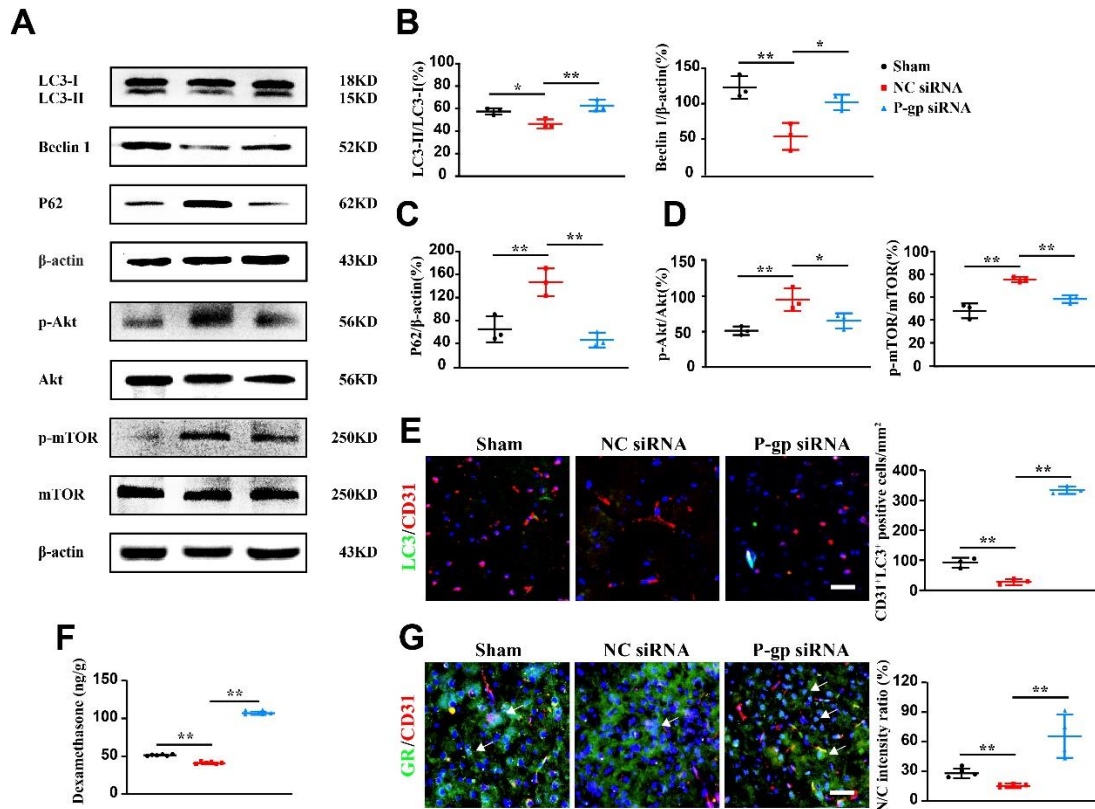 A
LC3-I 18KD
LC3-II 15KD
Beclin 1 52KD
P62 62KD
β-actin 43KD
p-Akt 56KD
Akt 56KD
p-mTOR 250KD
mTOR 250KD
β-actin 43KD
B
LC3-II/LC3-I(%)
100
80
60
40
20
0
* **
Beclin 1/β-actin(%)
150
100
50
0
** *
Sham
NC siRNA
P-gp siRNA
C
P62/β-actin(%)
200
160
120
80
40
0
** **
D
p-Akt/Akt(%)
150
100
50
0
** *
p-mTOR/mTOR(%)
100
80
60
40
20
0
** **
E
Sham NC siRNA P-gp siRNA
LC3/CD31
CD31⁺LC3⁺ positive cells/mm²
400
300
200
100
0
** **
F
Dexamethasone (ng/g)
150
100
50
0
** **
G
Sham NC siRNA P-gp siRNA
GR/CD31
N/C intensity ratio (%)
120
90
60
30
0
** **